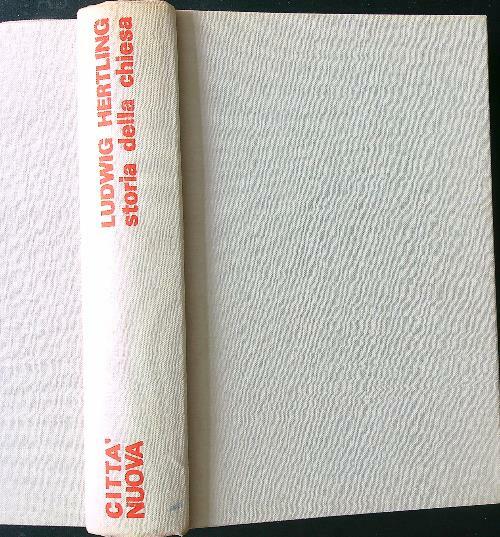 LUDWIG HERTLING
storia della chiesa
CITTA'
NUOVA